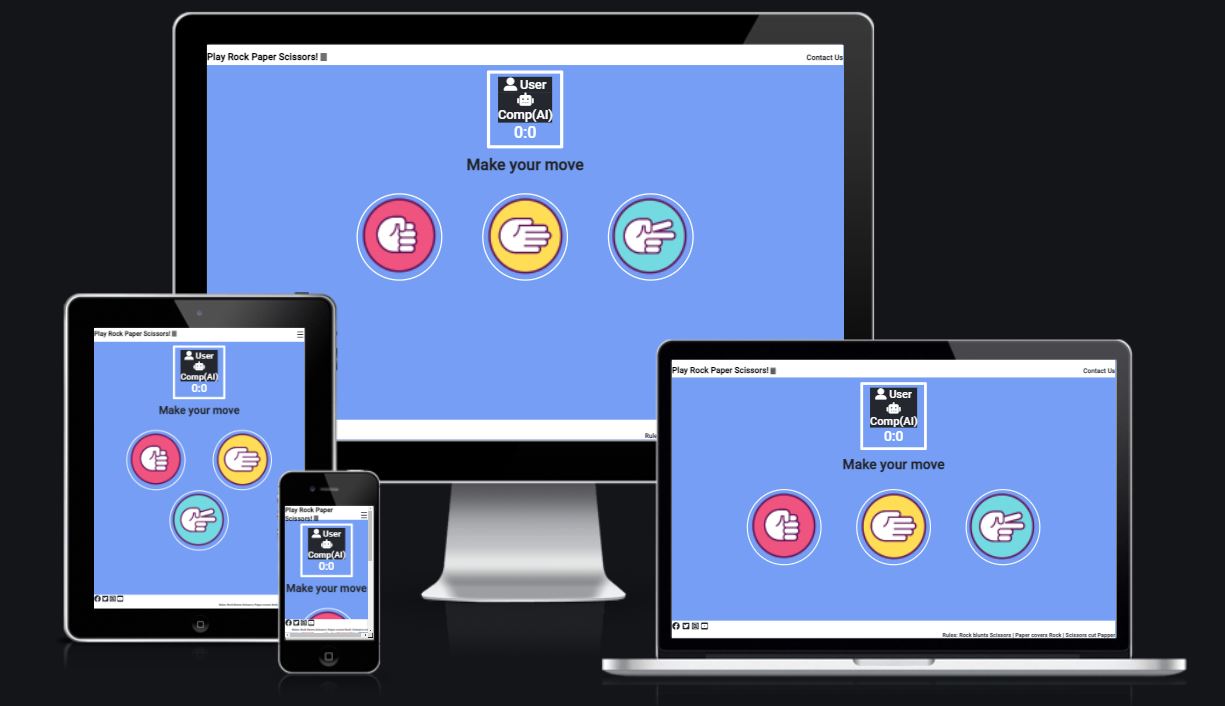 Play Rock Paper Scissors!
Contact Us
User
Comp(AI)
0:0
Make your move
Rule
Play Rock Paper Scissors!
User
Comp(AI)
0:0
Make your move
Play Rock Paper
Scissors!
User
Comp(AI)
0:0
Make your move
Play Rock Paper Scissors!
Contact Us
User
Comp(AI)
0:0
Make your move
Rules: Rock blunts Scissors | Paper covers Rock | Scissors cut Papper